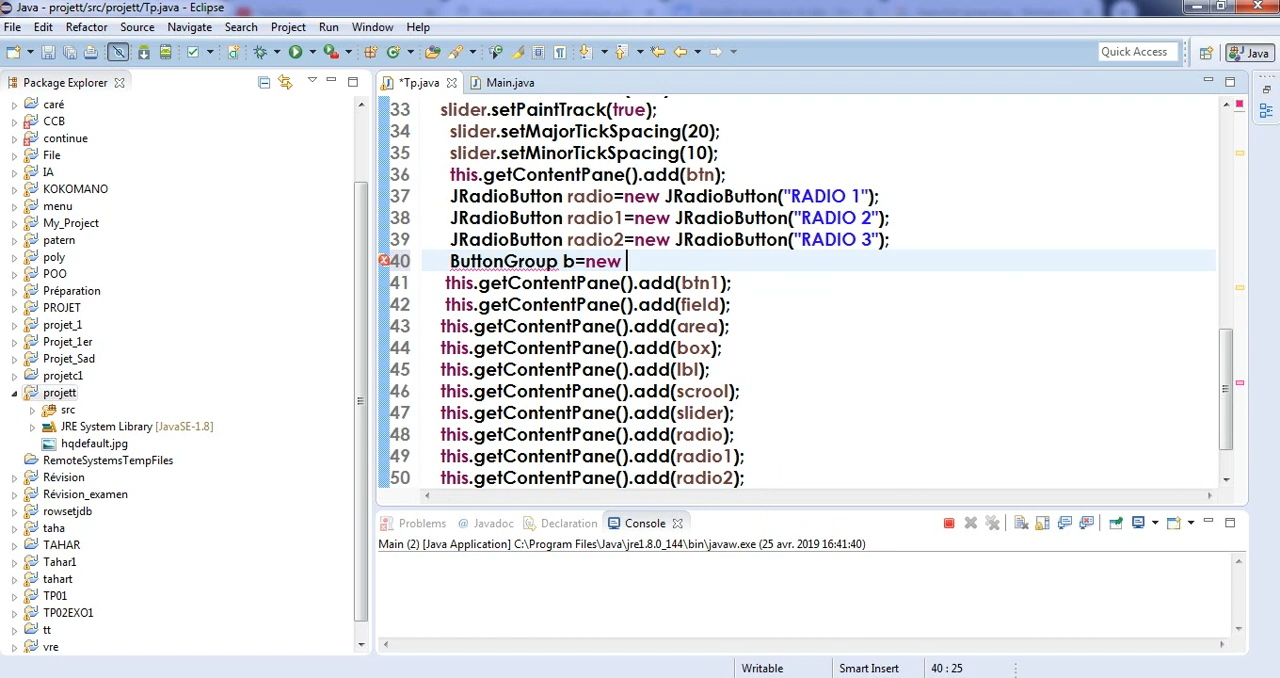 Java - projett/src/projett/Tp.java - Eclipse
File Edit Refactor Source Navigate Search Project Run Window Help
Quick Access
Java
Package Explorer
*Tp.java
Main.java
caré
CCB
continue
File
IA
KOKOMANO
menu
My_Project
patern
poly
POO
Préparation
PROJET
projet_1
Projet_1er
Projet_Sad
projetc1
projett
src
JRE System Library [JavaSE-1.8]
hqdefault.jpg
RemoteSystemsTempFiles
Révision
Révision_examen
rowsetjdb
taha
TAHAR
Tahar1
tahart
TP01
TP02EXO1
tt
vre
33 slider.setPaintTrack(true);
34 slider.setMajorTickSpacing(20);
35 slider.setMinorTickSpacing(10);
36 this.getContentPane().add(btn);
37 JRadioButton radio=new JRadioButton("RADIO 1");
38 JRadioButton radio1=new JRadioButton("RADIO 2");
39 JRadioButton radio2=new JRadioButton("RADIO 3");
40 ButtonGroup b=new
41 this.getContentPane().add(btn1);
42 this.getContentPane().add(field);
43 this.getContentPane().add(area);
44 this.getContentPane().add(box);
45 this.getContentPane().add(lbl);
46 this.getContentPane().add(scrool);
47 this.getContentPane().add(slider);
48 this.getContentPane().add(radio);
49 this.getContentPane().add(radio1);
50 this.getContentPane().add(radio2);
Problems @ Javadoc Declaration Console
Main (2) [Java Application] C:\Program Files\Java\jre1.8.0_144\bin\javaw.exe (25 avr. 2019 16:41:40)
Writable Smart Insert 40 : 25